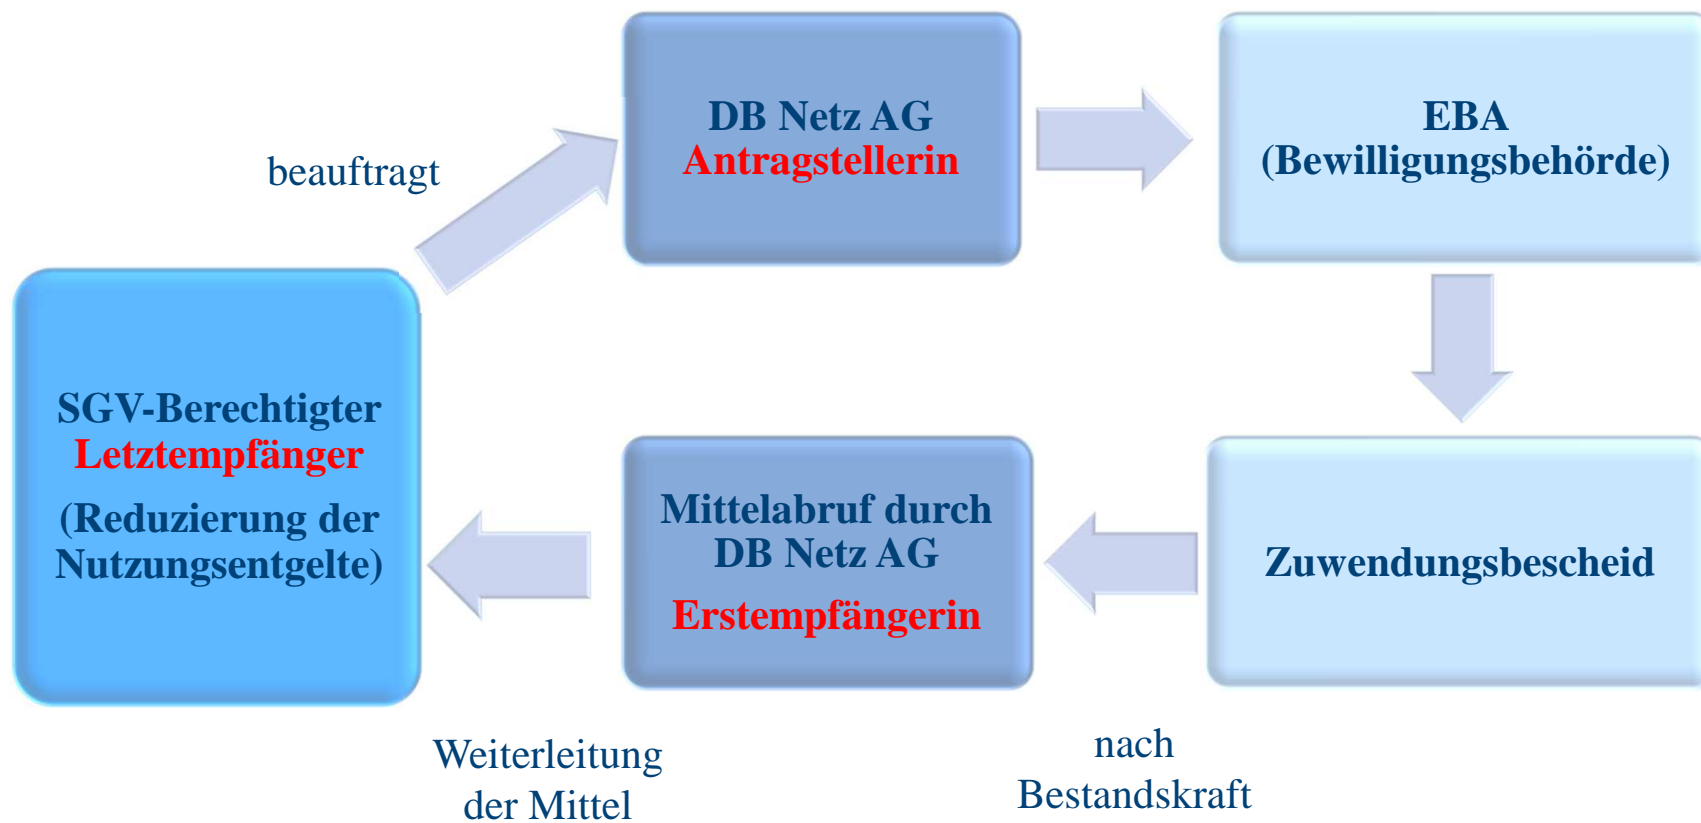 beauftragt
DB Netz AG
Antragstellerin
EBA
(Bewilligungsbehörde)
SGV-Berechtigter
Letztempfänger
(Reduzierung der
Nutzungsentgelte)
Mittelabruf durch
DB Netz AG
Erstempfängerin
Zuwendungsbescheid
Weiterleitung
der Mittel
nach
Bestandskraft